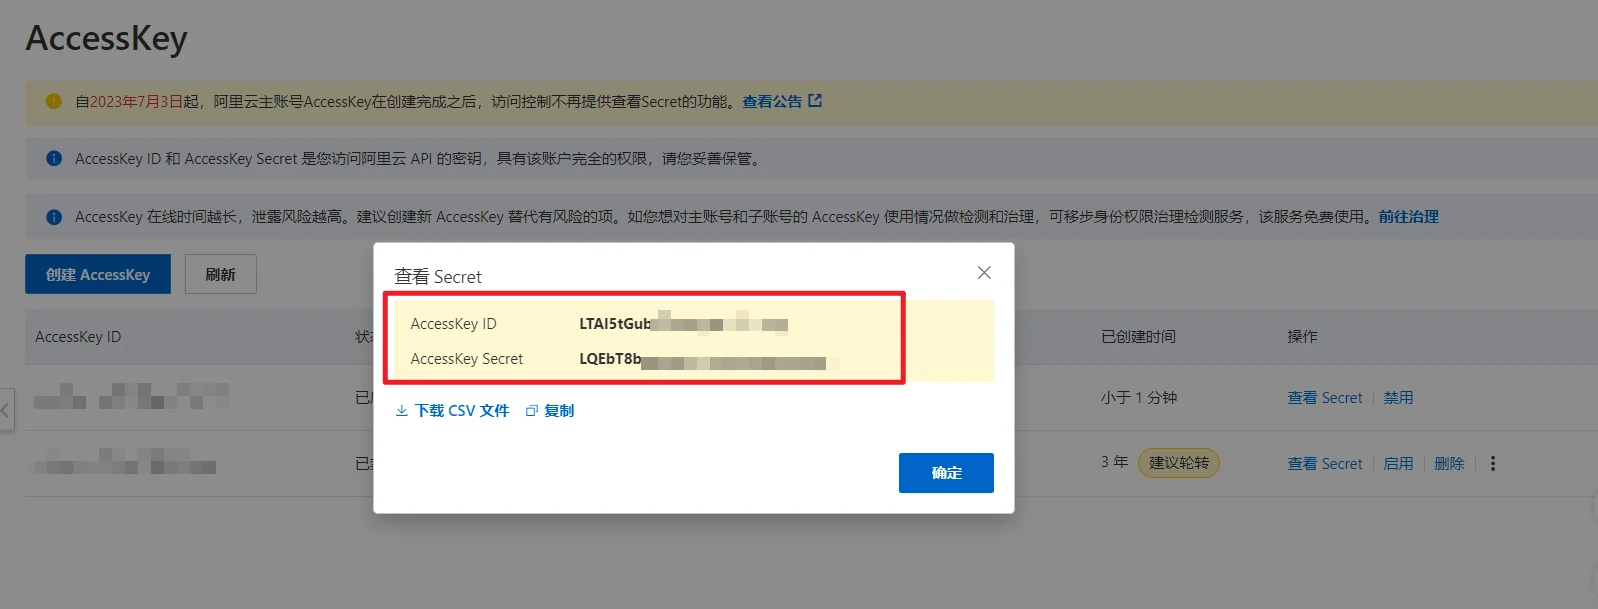 AccessKey
自2023年7月3日起，阿里云主账号AccessKey在创建完成之后，访问控制不再提供查看Secret的功能。查看公告
AccessKey ID 和 AccessKey Secret 是您访问阿里云 API 的密钥，具有该账户完全的权限，请您妥善保管。
AccessKey 在线时间越长，泄露风险越高。建议创建新 AccessKey 替代有风险的项。如您想对主账号和子账号的 AccessKey 使用情况做检测和治理，可移步身份权限治理检测服务，该服务免费使用。前往治理
创建 AccessKey 刷新
查看 Secret
AccessKey ID LTAI5tGub
AccessKey Secret LQEbT8b
下载 CSV 文件 复制
确定
AccessKey ID 已创建时间 操作
已 小于 1 分钟 查看 Secret 禁用
已 3 年 建议轮转 查看 Secret 启用 删除